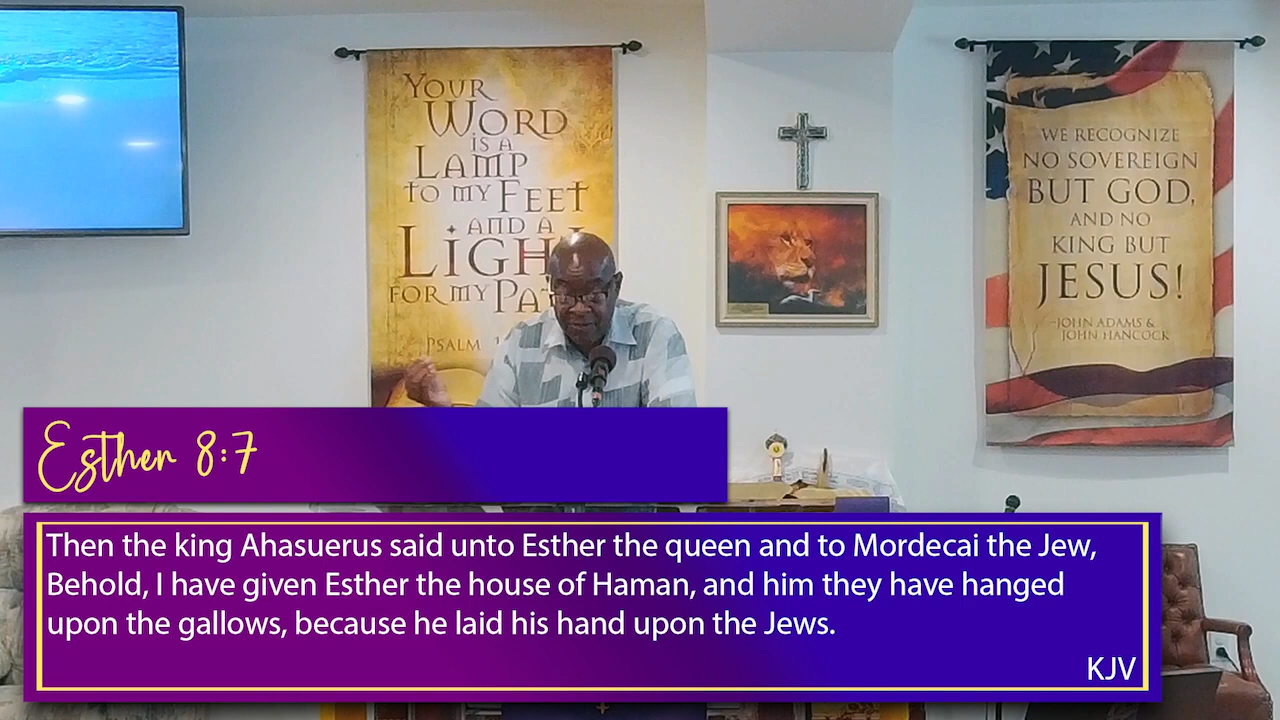 YOUR
WORD
IS A
LAMP
TO MY FEET
AND A
LIGH
FOR MY PA
PSALM
WE RECOGNIZE
NO SOVEREIGN
BUT GOD,
AND NO
KING BUT
JESUS!
~JOHN ADAMS &
JOHN HANCOCK
Esther 8:7
Then the king Ahasuerus said unto Esther the queen and to Mordecai the Jew,
Behold, I have given Esther the house of Haman, and him they have hanged
upon the gallows, because he laid his hand upon the Jews.
KJV